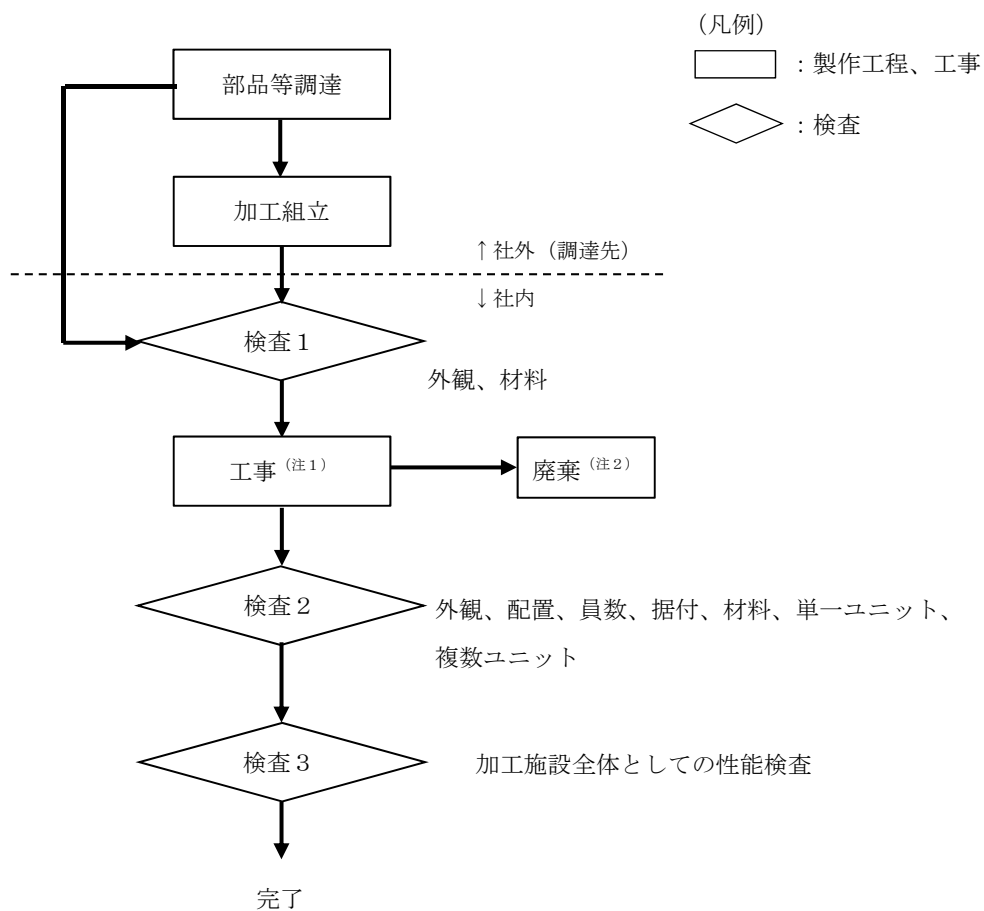 (凡例)
部品等調達
：製作工程、工事
：検査
加工組立
↑社外（調達先）
↓社内
検査１
外観、材料
工事（注１）
廃棄（注２）
検査２
外観、配置、員数、据付、材料、単一ユニット、
複数ユニット
検査３
加工施設全体としての性能検査
完了